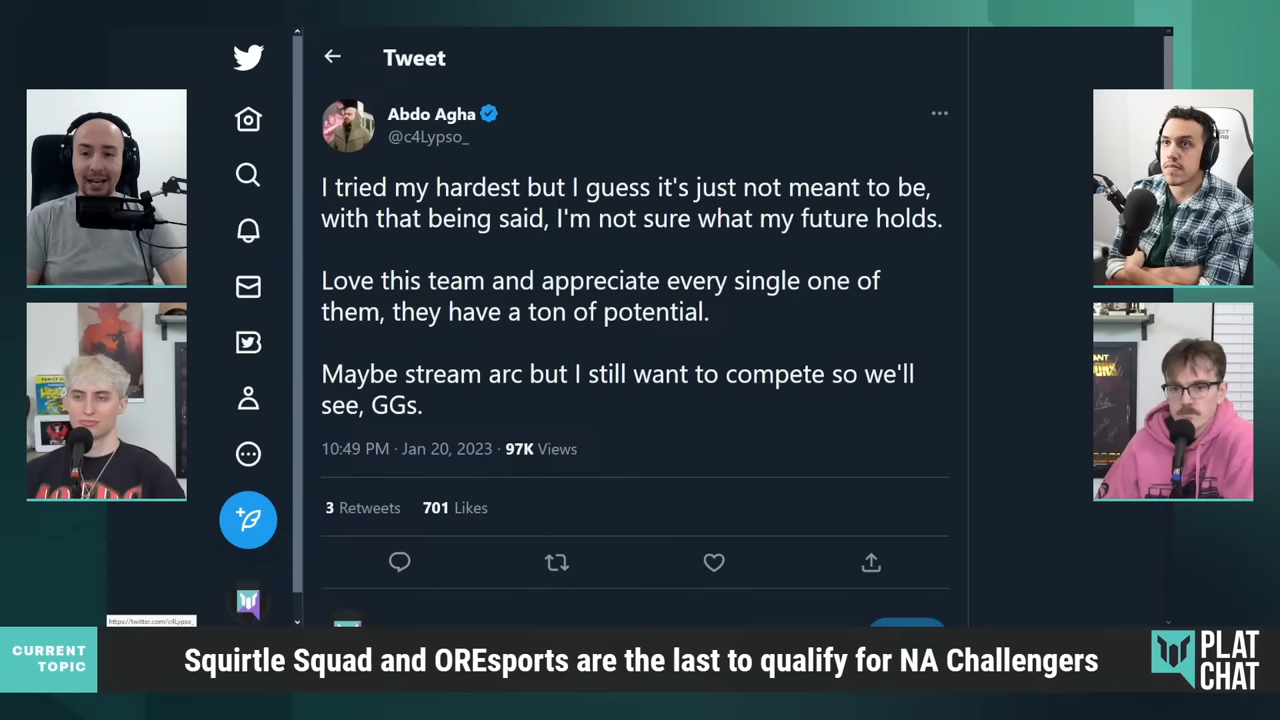 Tweet
Abdo Agha
@c4Lypso_
I tried my hardest but I guess it's just not meant to be,
with that being said, I'm not sure what my future holds.
Love this team and appreciate every single one of
them, they have a ton of potential.
Maybe stream arc but I still want to compete so we'll
see, GGs.
10:49 PM · Jan 20, 2023 · 97K Views
3 Retweets 701 Likes
https://twitter.com/c4Lypso_
CURRENT
TOPIC
Squirtle Squad and OREsports are the last to qualify for NA Challengers
PLAT
CHAT